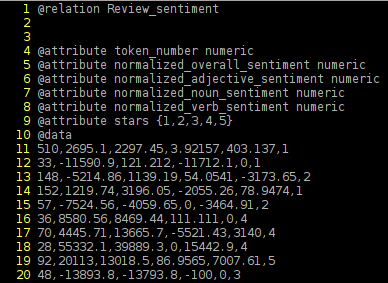 1 @relation Review_sentiment
2
3
4 @attribute token_number numeric
5 @attribute normalized_overall_sentiment numeric
6 @attribute normalized_adjective_sentiment numeric
7 @attribute normalized_noun_sentiment numeric
8 @attribute normalized_verb_sentiment numeric
9 @attribute stars {1,2,3,4,5}
10 @data
11 510,2695.1,2297.45,3.92157,403.137,1
12 33,-11590.9,121.212,-11712.1,0,1
13 148,-5214.86,1139.19,54.0541,-3173.65,2
14 152,1219.74,3196.05,-2055.26,78.9474,1
15 57,-7524.56,-4059.65,0,-3464.91,2
16 36,8580.56,8469.44,111.111,0,4
17 70,4445.71,13665.7,-5521.43,3140,4
18 28,55332.1,39889.3,0,15442.9,4
19 92,20113,13018.5,86.9565,7007.61,5
20 48,-13893.8,-13793.8,-100,0,3